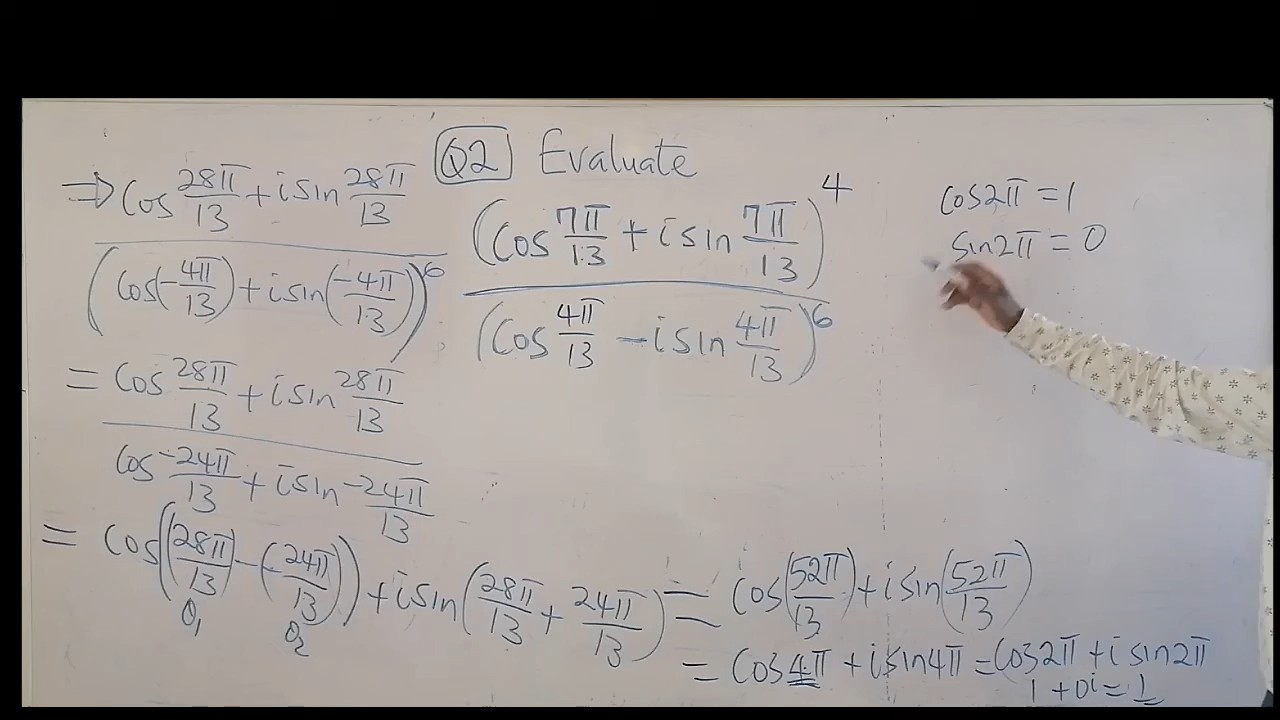 Q2 Evaluate
(cos 7π/13 + i sin 7π/13)^4
(cos 4π/13 - i sin 4π/13)^6
⇒ cos 28π/13 + i sin 28π/13
(cos(-4π/13) + i sin(-4π/13))^6
= cos 28π/13 + i sin 28π/13
cos -24π/13 + i sin -24π/13
= cos((28π/13) - (-24π/13)) + i sin(28π/13 + 24π/13) = cos(52π/13) + i sin(52π/13)
θ1 θ2
= cos 4π + i sin 4π = cos 2π + i sin 2π
1 + 0i = 1
cos 2π = 1
sin 2π = 0